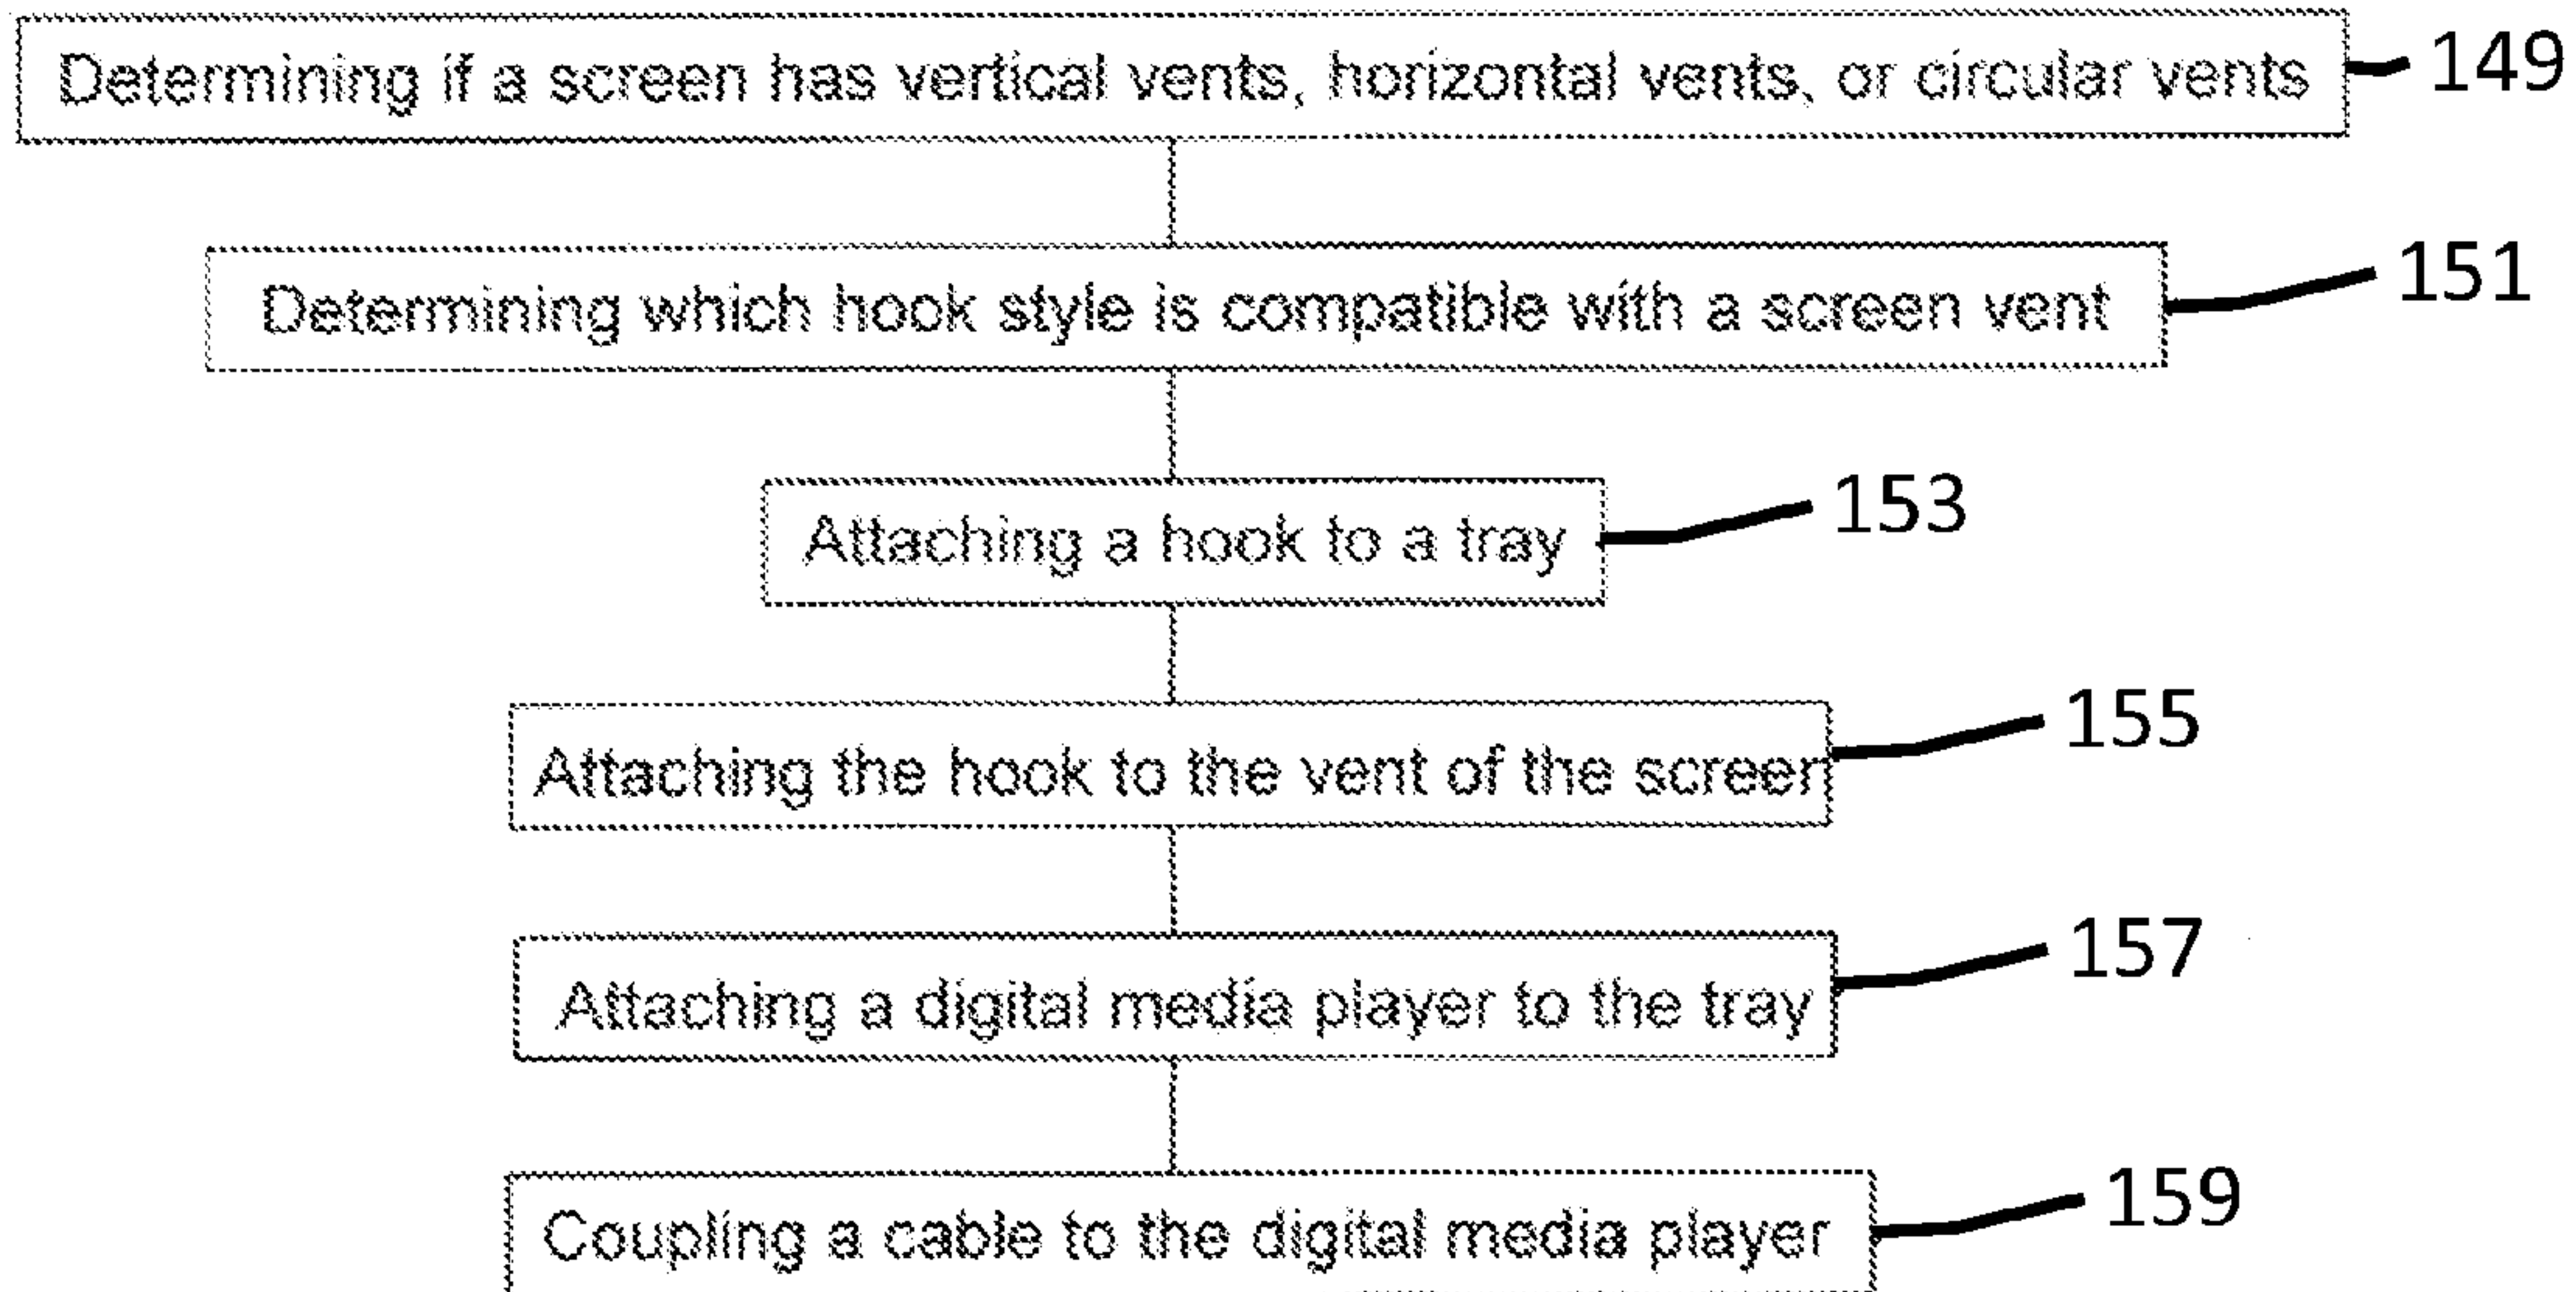 Determining if a screen has vertical vents, horizontal vents, or circular vents 149
Determining which hook style is compatible with a screen vent 151
Attaching a hook to a tray 153
Attaching the hook to the vent of the screen 155
Attaching a digital media player to the tray 157
Coupling a cable to the digital media player 159